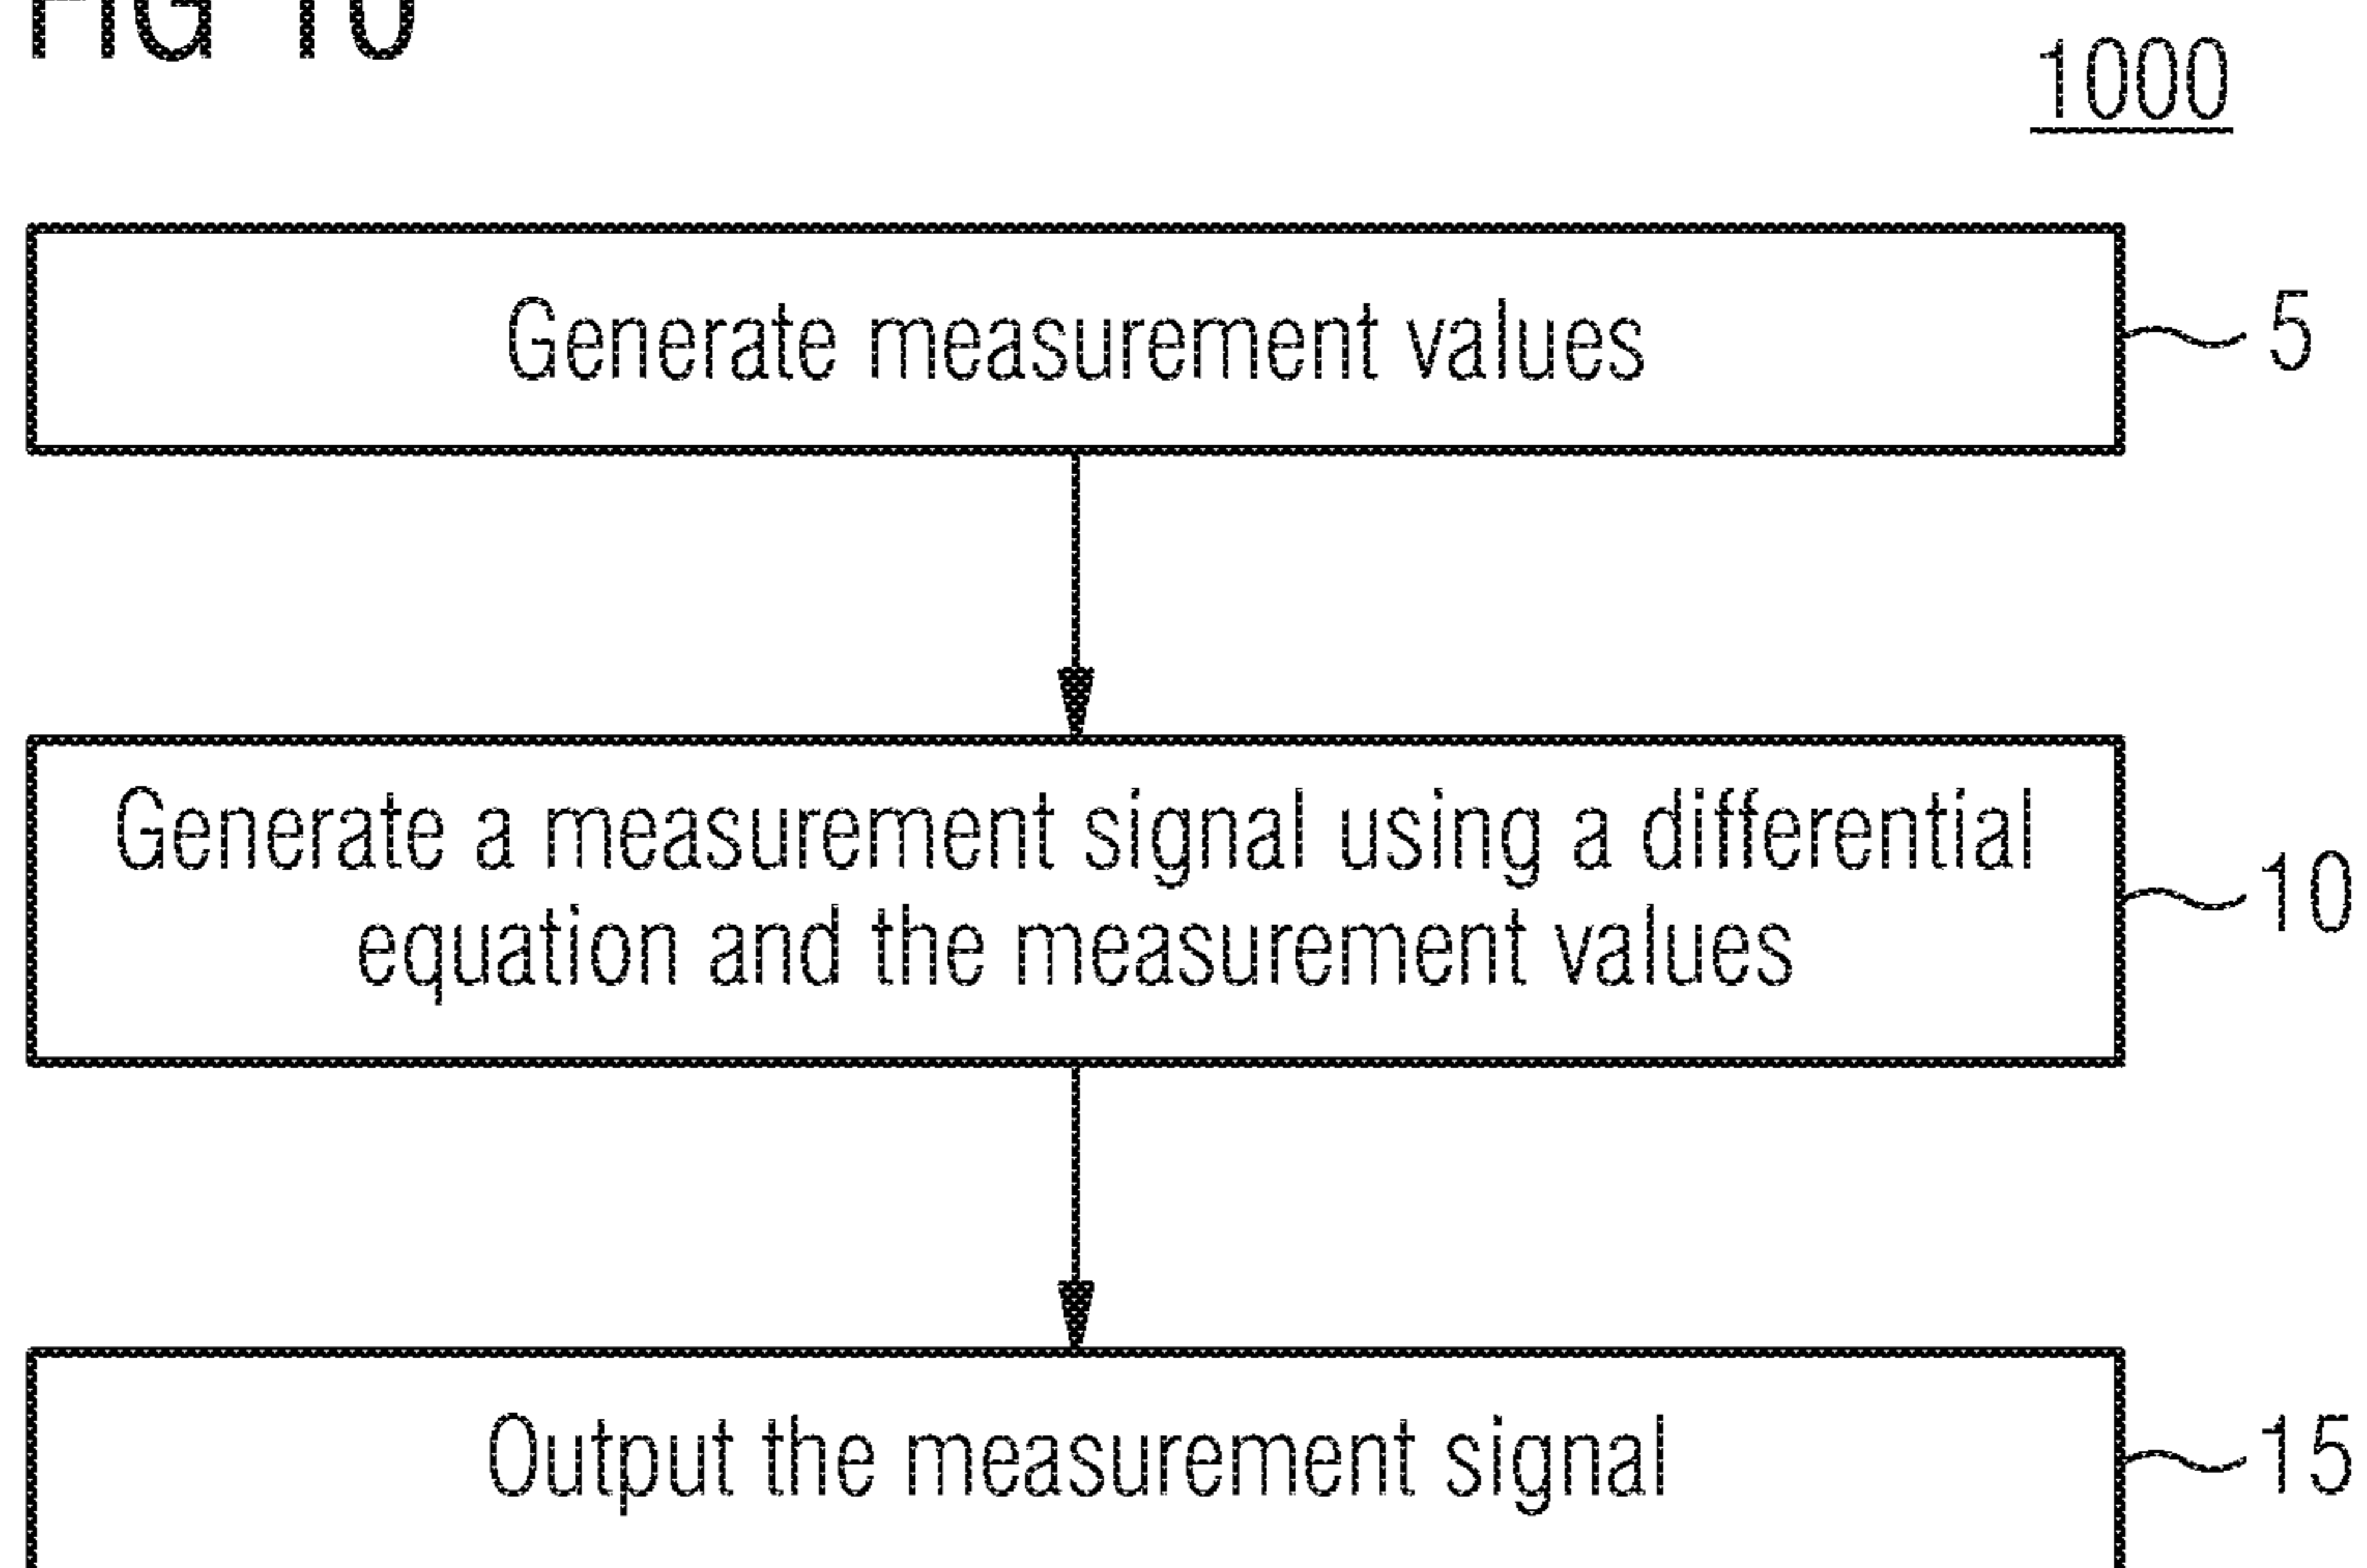 FIG 10
1000
Generate measurement values
5
Generate a measurement signal using a differential
equation and the measurement values
10
Output the measurement signal
15